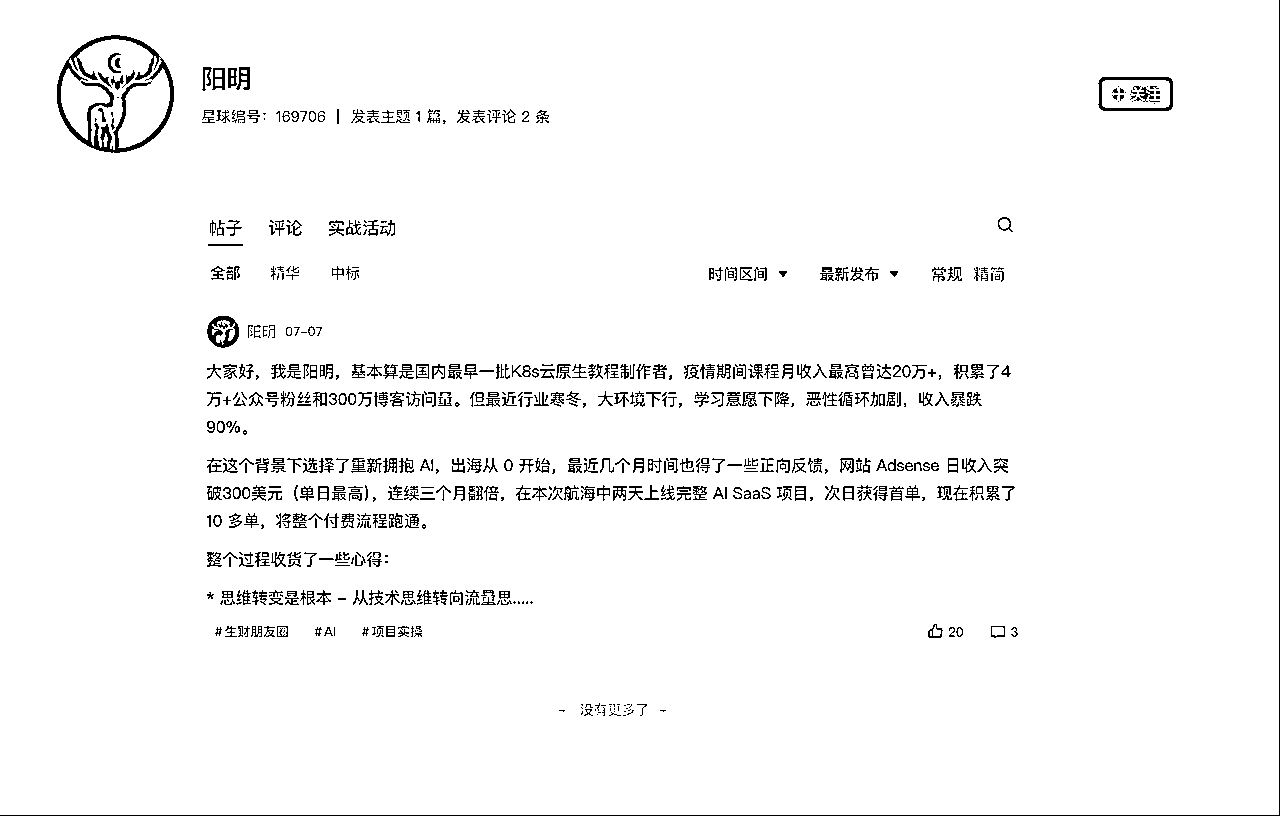 阳明
星球编号：169706 | 发表主题 1 篇，发表评论 2 条
关注
帖子 评论 实战活动
全部 精华 中标 时间区间 最新发布 常规 精简
阳明 07-07
大家好，我是阳明，基本算是国内最早一批K8s云原生教程制作者，疫情期间课程月收入最高曾达20万+，积累了4
万+公众号粉丝和300万博客访问量。但最近行业寒冬，大环境下行，学习意愿下降，恶性循环加剧，收入暴跌
90%。
在这个背景下选择了重新拥抱 AI，出海从 0 开始，最近几个月时间也得了一些正向反馈，网站 Adsense 日收入突
破300美元（单日最高），连续三个月翻倍，在本次航海中两天上线完整 AI SaaS 项目，次日获得首单，现在积累了
10 多单，将整个付费流程跑通。
整个过程收货了一些心得：
* 思维转变是根本 - 从技术思维转向流量思.....
#生财朋友圈 #AI #项目实操 20 3
- 没有更多了 -